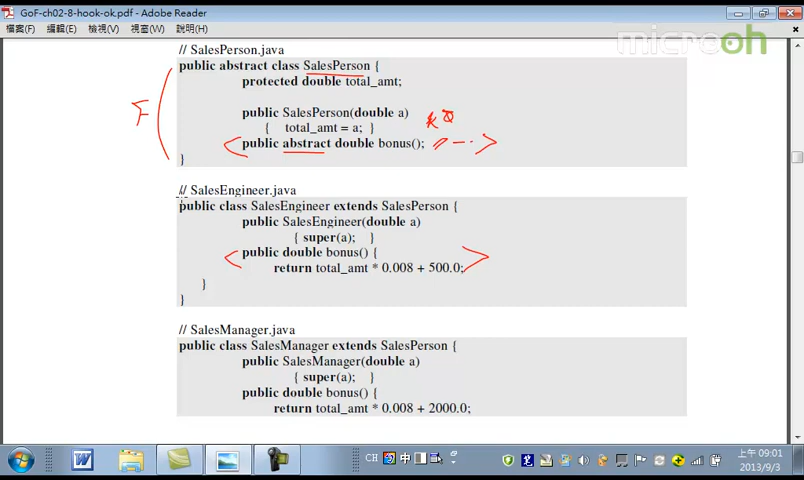 GoF-ch02-8-hook-ok.pdf - Adobe Reader
檔案(F) 編輯(E) 檢視(V) 視窗(W) 說明(H)
microoh
// SalesPerson.java
public abstract class SalesPerson {
protected double total_amt;
public SalesPerson(double a)
{ total_amt = a; }
public abstract double bonus();
}
// SalesEngineer.java
public class SalesEngineer extends SalesPerson {
public SalesEngineer(double a)
{ super(a); }
public double bonus() {
return total_amt * 0.008 + 500.0;
}
}
// SalesManager.java
public class SalesManager extends SalesPerson {
public SalesManager(double a)
{ super(a); }
public double bonus() {
return total_amt * 0.008 + 2000.0;
CH 中
上午 09:01
2013/9/3